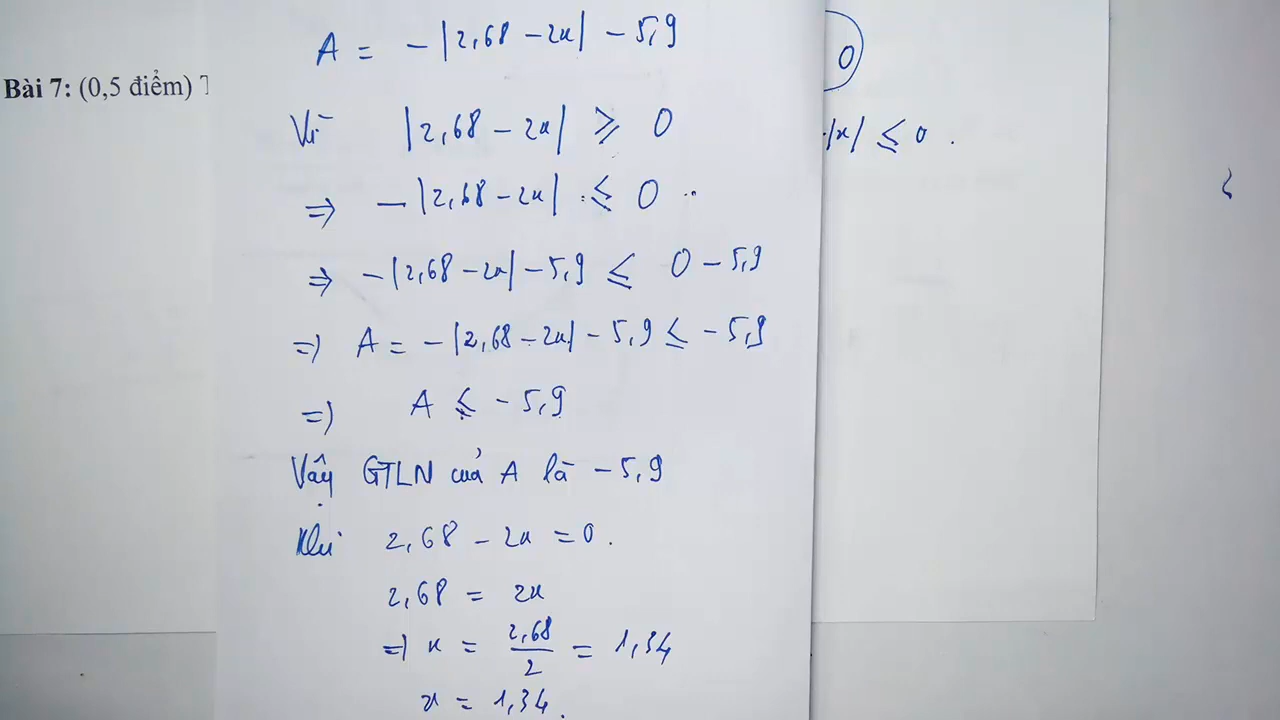 A = -|2,68 - 2x| - 5,9
Bài 7: (0,5 điểm) T
0
Vì |2,68 - 2x| ⩾ 0
-|x| ⩽ 0 .
⇒ -|2,68 - 2x| ⩽ 0
⇒ -|2,68 - 2x| - 5,9 ⩽ 0 - 5,9
⇒ A = -|2,68 - 2x| - 5,9 ⩽ -5,9
⇒ A ⩽ -5,9
Vậy GTLN của A là -5,9
Khi 2,68 - 2x = 0.
2,68 = 2x
⇒ x = 2,68/2 = 1,34
x = 1,34.